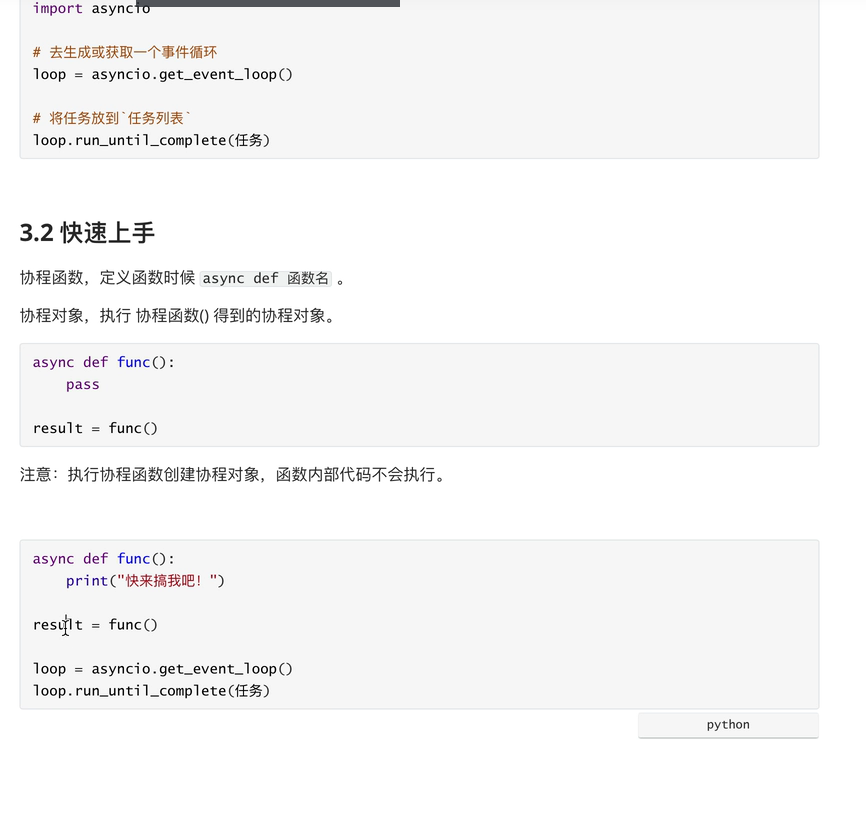 import asyncio
# 去生成或获取一个事件循环
loop = asyncio.get_event_loop()
# 将任务放到`任务列表`
loop.run_until_complete(任务)
3.2 快速上手
协程函数，定义函数时候 async def 函数名 。
协程对象，执行 协程函数() 得到的协程对象。
async def func():
    pass
result = func()
注意：执行协程函数创建协程对象，函数内部代码不会执行。
async def func():
    print("快来搞我吧！")
result = func()
loop = asyncio.get_event_loop()
loop.run_until_complete(任务)
python